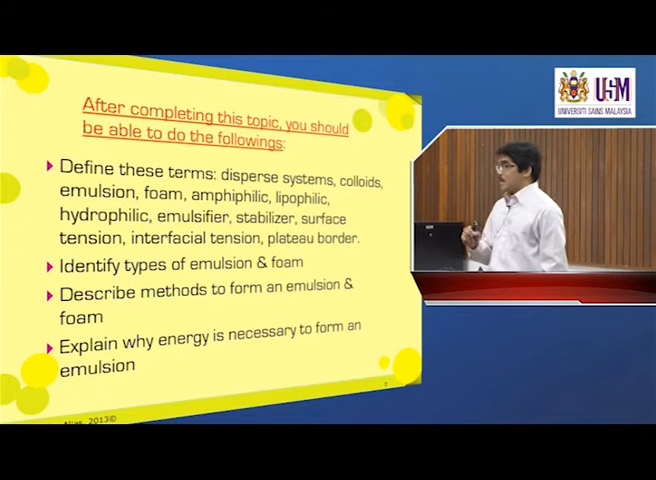 After completing this topic, you should
be able to do the followings:
Define these terms: disperse systems, colloids,
emulsion, foam, amphiphilic, lipophilic,
hydrophilic, emulsifier, stabilizer, surface
tension, interfacial tension, plateau border.
Identify types of emulsion & foam
Describe methods to form an emulsion &
foam
Explain why energy is necessary to form an
emulsion
2013©
USM
UNIVERSITI SAINS MALAYSIA